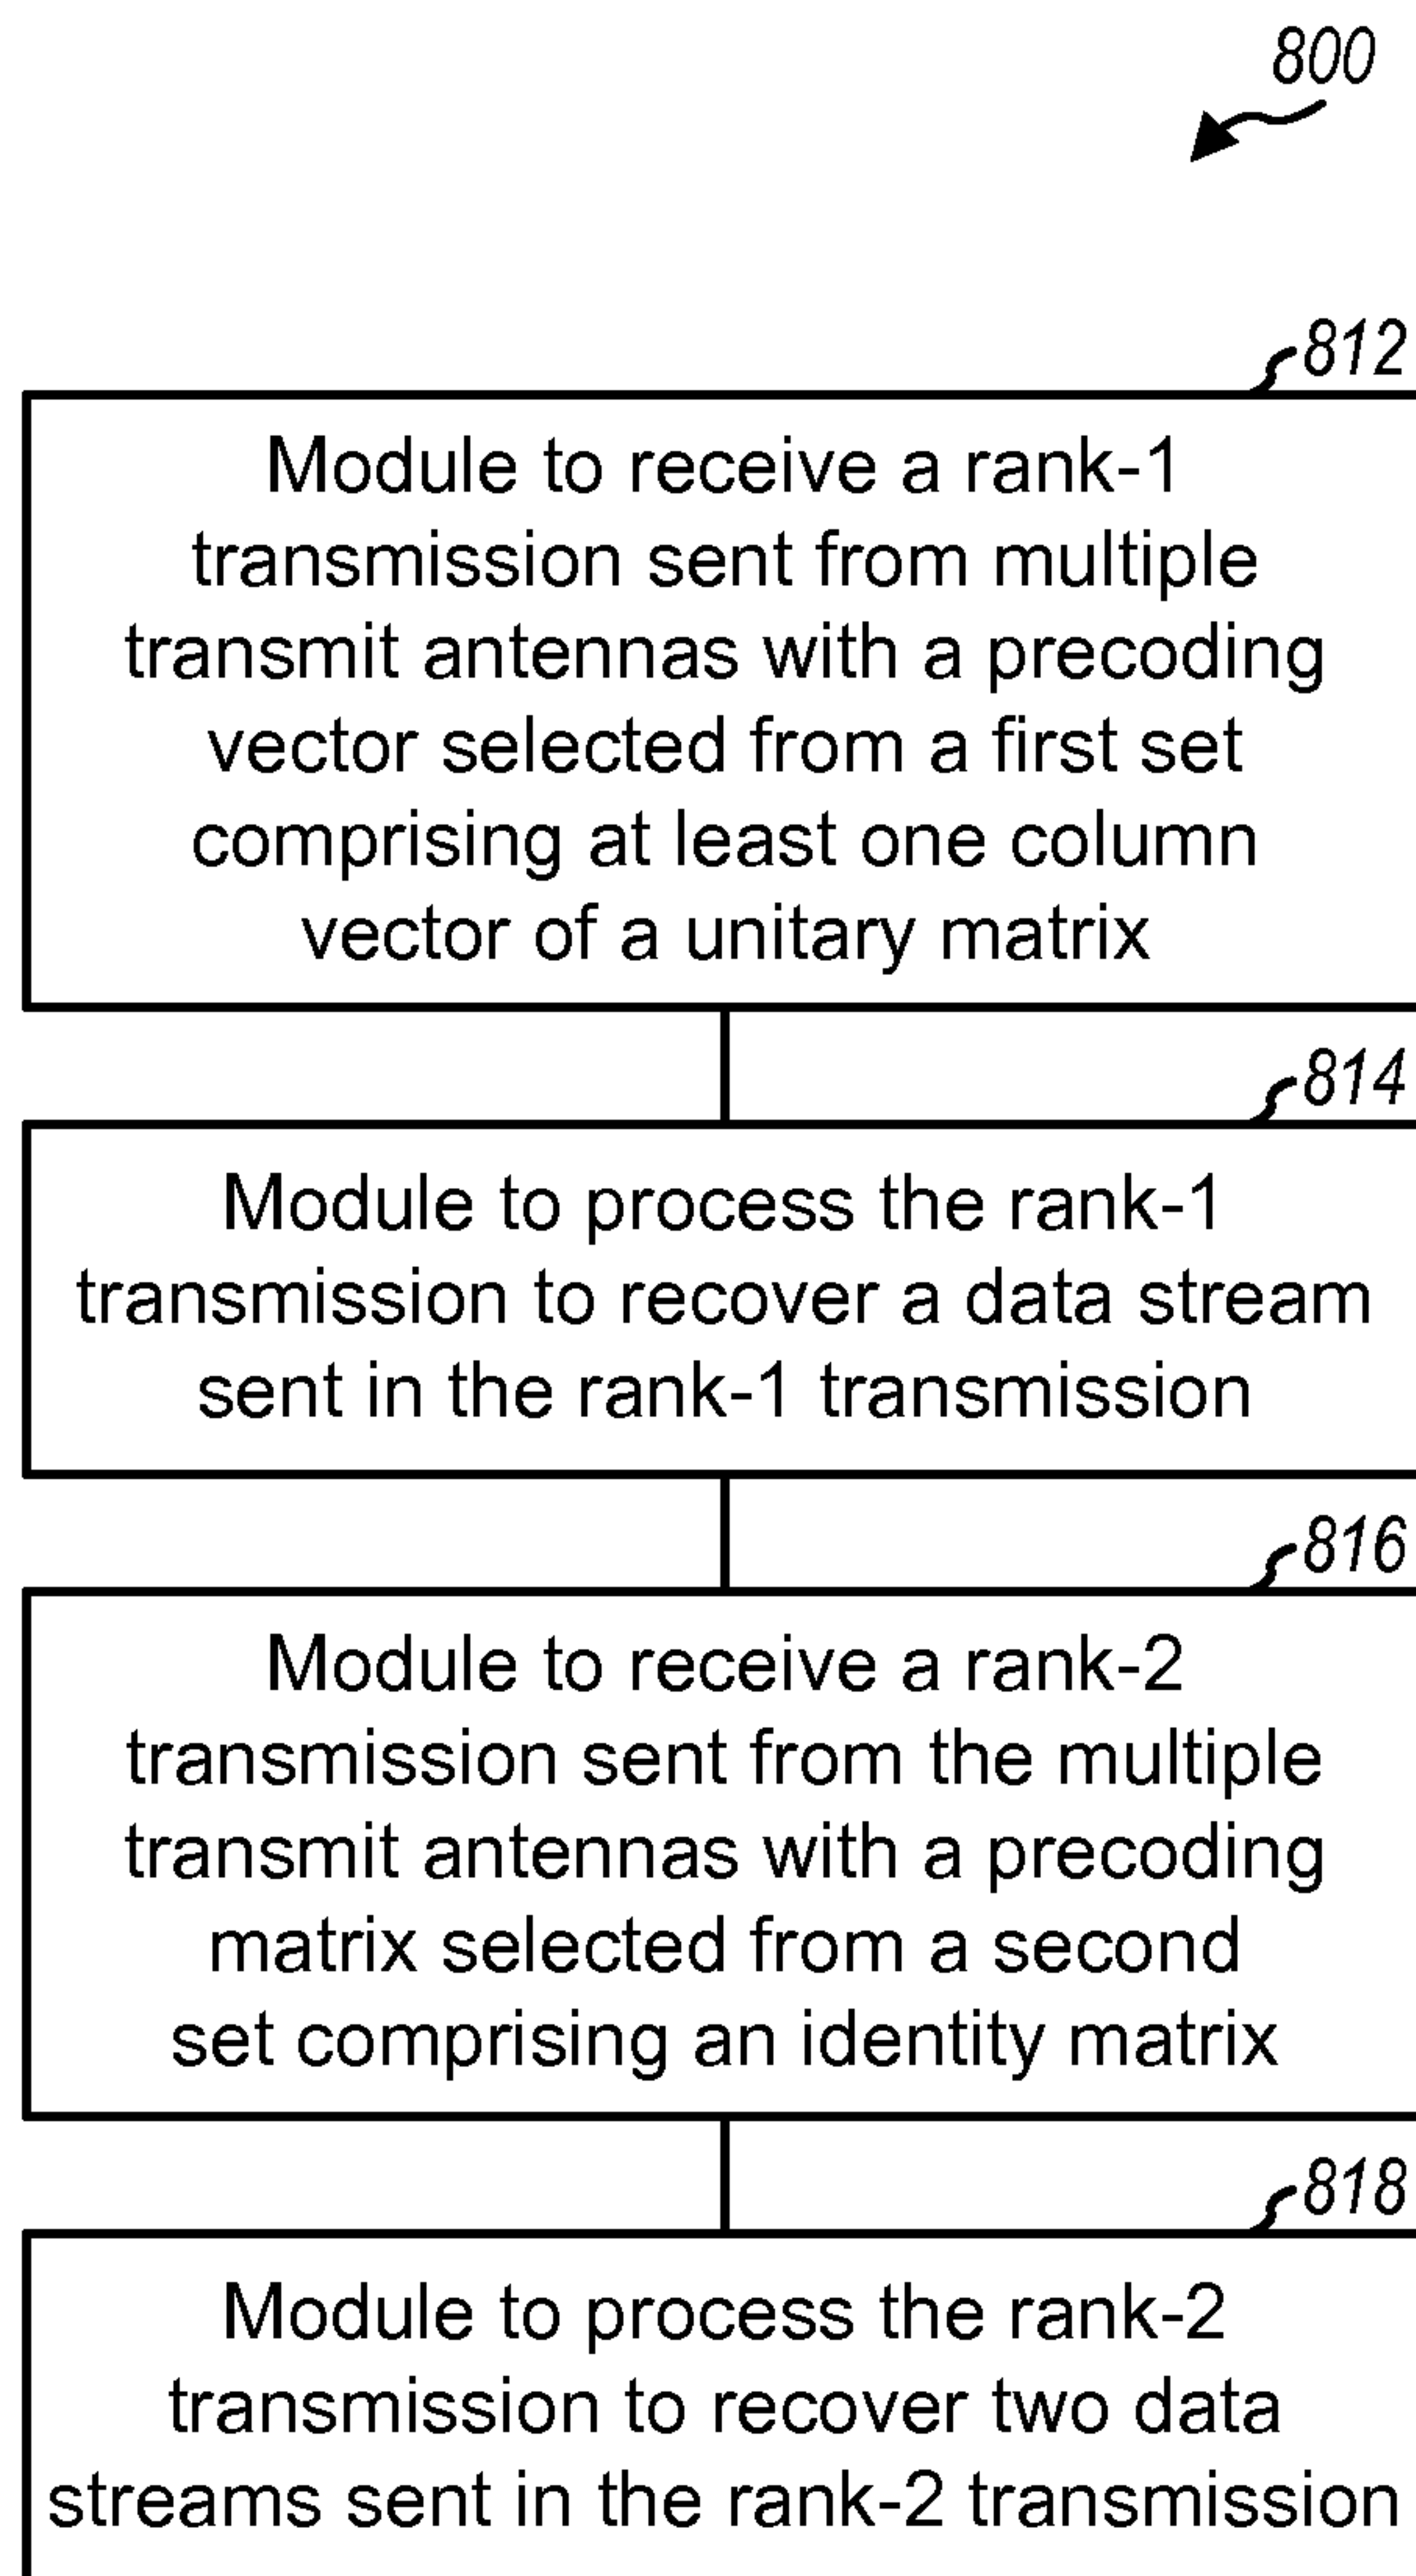 800
812
Module to receive a rank-1
transmission sent from multiple
transmit antennas with a precoding
vector selected from a first set
comprising at least one column
vector of a unitary matrix
814
Module to process the rank-1
transmission to recover a data stream
sent in the rank-1 transmission
816
Module to receive a rank-2
transmission sent from the multiple
transmit antennas with a precoding
matrix selected from a second
set comprising an identity matrix
818
Module to process the rank-2
transmission to recover two data
streams sent in the rank-2 transmission